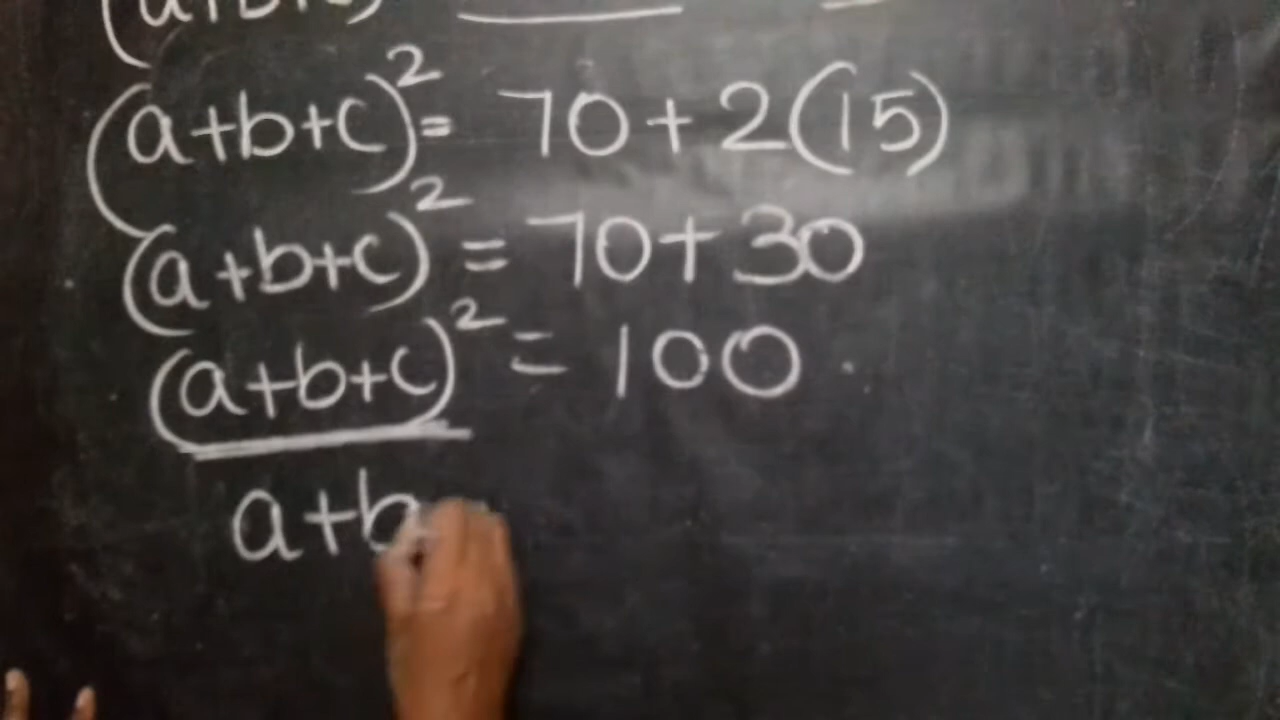 (a+b+c)² = 70+2(15)
(a+b+c)² = 70+30
(a+b+c)² = 100
a+b